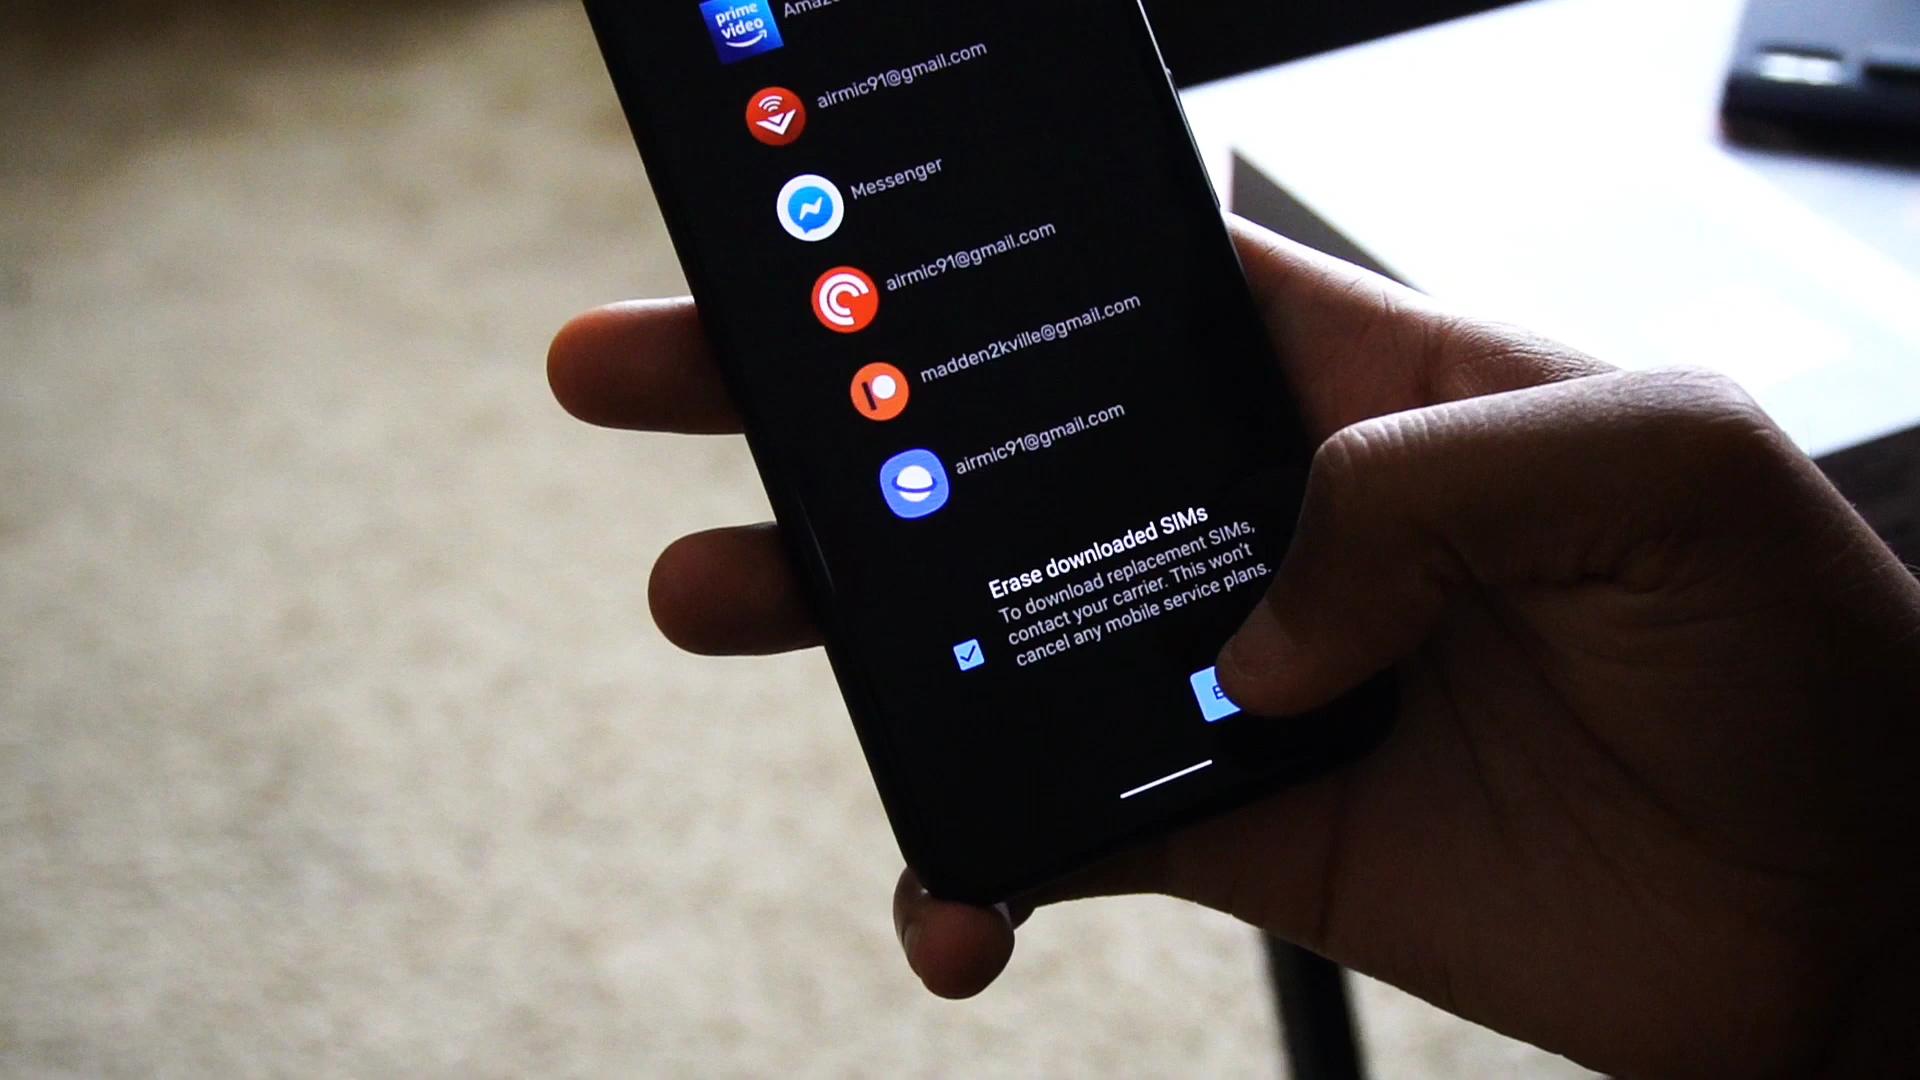 prime
video
airmic91@gmail.com
Messenger
airmic91@gmail.com
madden2kville@gmail.com
airmic91@gmail.com
Erase downloaded SIMs
To download replacement SIMs,
contact your carrier. This won't
cancel any mobile service plans.